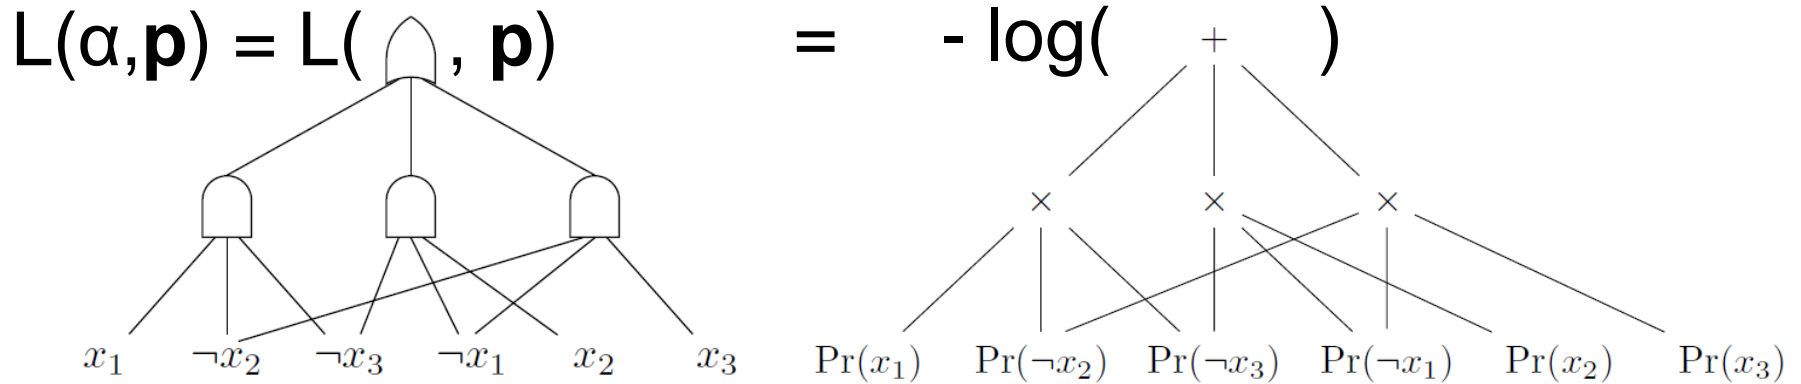 L(α,p) = L( , p) = - log( + )
× × ×
x₁ ¬x₂ ¬x₃ ¬x₁ x₂ x₃ Pr(x₁) Pr(¬x₂) Pr(¬x₃) Pr(¬x₁) Pr(x₂) Pr(x₃)